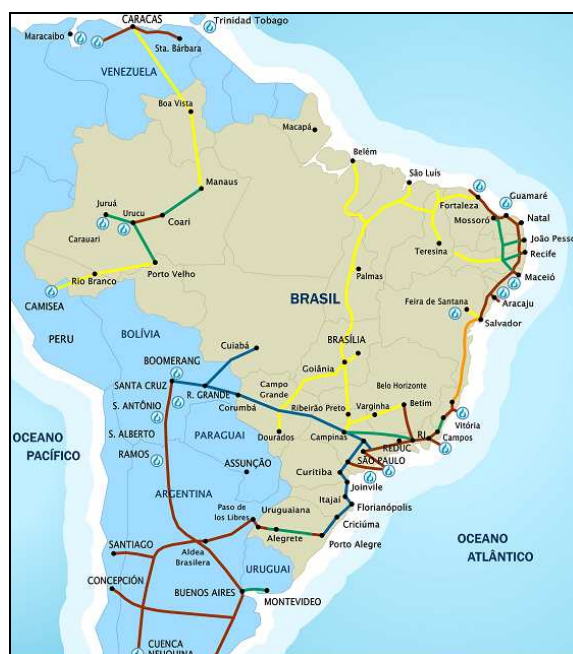 CARACAS
Trinidad Tobago
Maracaibo
Sta. Bárbara
VENEZUELA
Boa Vista
Macapá
Belém
São Luís
Guamaré
Fortaleza
Manaus
Mossoró
Natal
Juruá
Urucu
Coari
João Pesso
Carauari
Teresina
Recife
Porto Velho
Maceió
Rio Branco
Palmas
Aracaju
CAMISEA
BRASIL
Feira de Santana
Salvador
PERU
BOLÍVIA
Cuiabá
BRASÍLIA
BOOMERANG
Goiânia
SANTA CRUZ
R. GRANDE
Campo
Grande
Belo Horizonte
S. ANTÔNIO
Corumbá
Ribeirão Preto
Varginha
Betim
Vitória
S. ALBERTO
PARAGUAI
Dourados
Campinas
RJ
Campos
OCEANO
PACÍFICO
REDUC
RAMOS
ASSUNÇÃO
SÃO PAULO
Curitiba
ARGENTINA
Joinvile
Itajaí
Paso de
los Libres
Uruguaiana
Florianópolis
Criciúma
SANTIAGO
Alegrete
Porto Alegre
OCEANO
ATLÂNTICO
Aldea
Brasilera
URUGUAI
CONCEPCIÓN
BUENOS AIRES
MONTEVIDEO
CUENCA